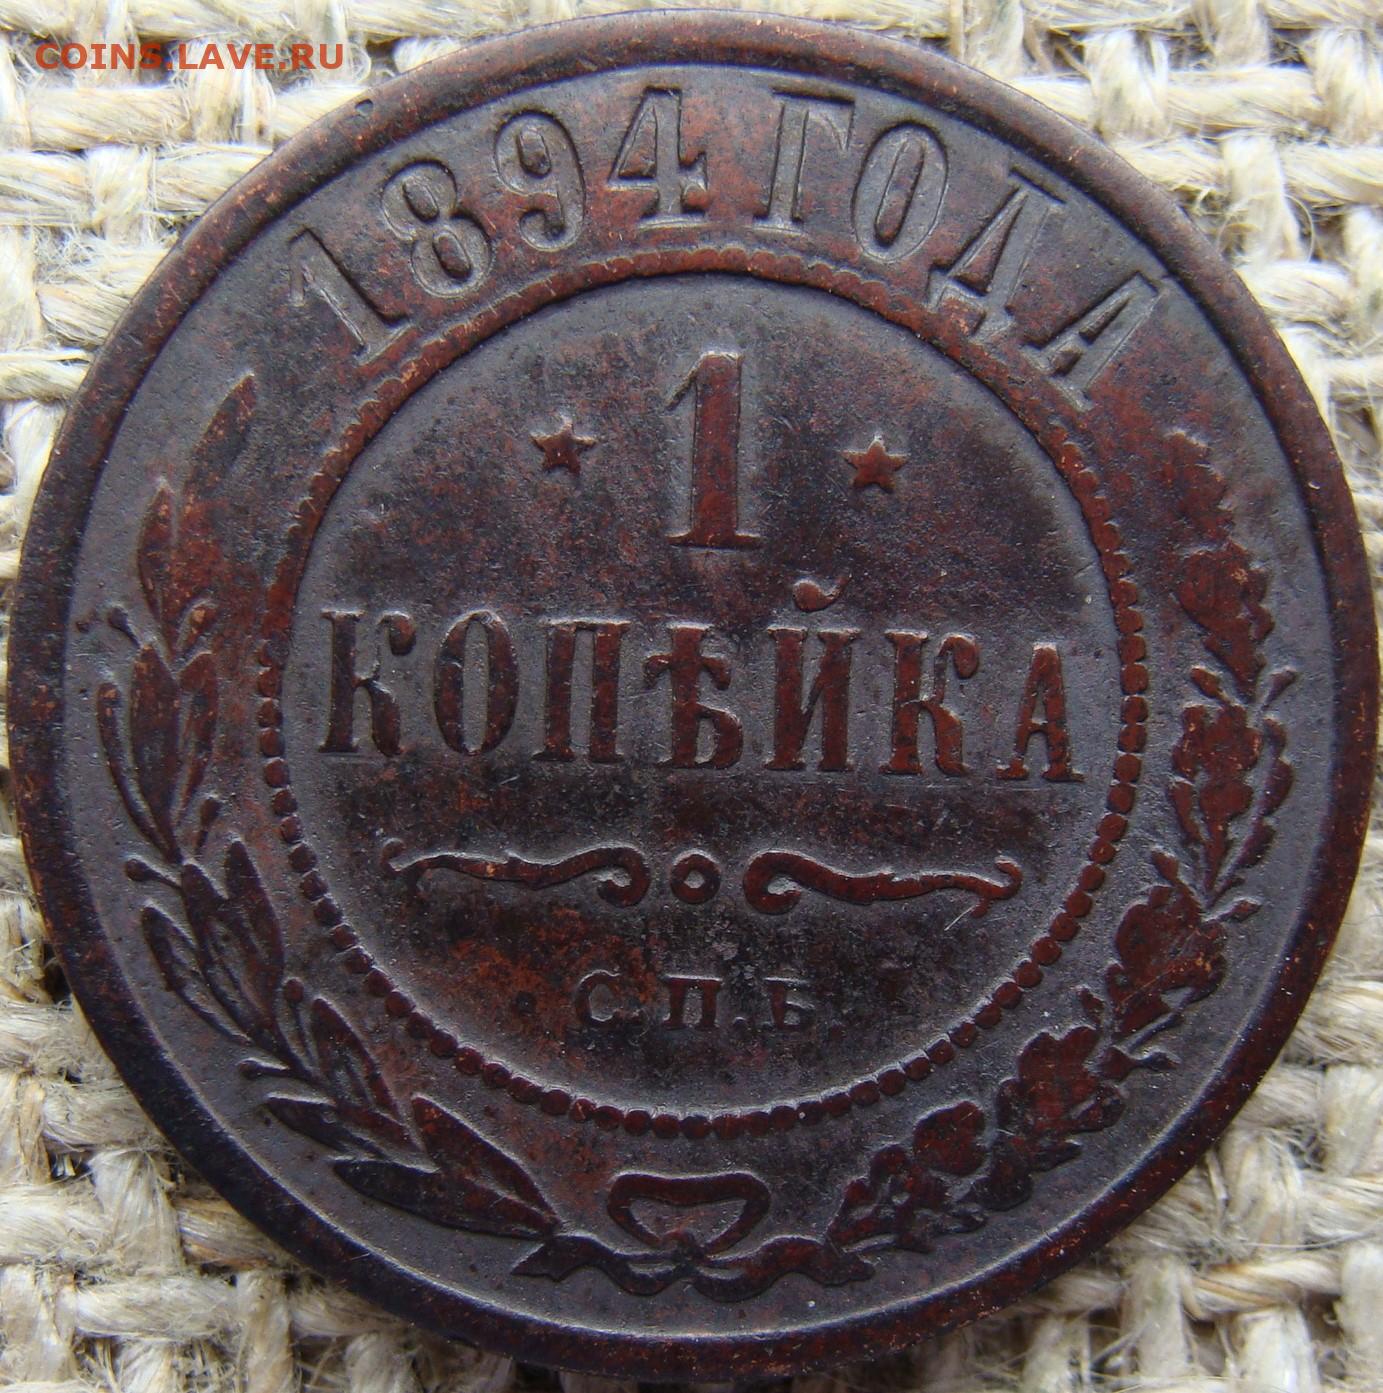 COINS.LAVE.RU
1894 ГОДА
1
КОПѢЙКА
С.П.Б.